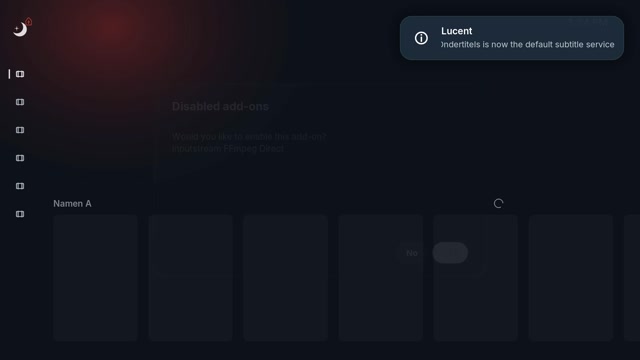 Lucent
Ondertitels is now the default subtitle service
Disabled add-ons
Would you like to enable this add-on?
Inputstream FFmpeg Direct
Namen A
No